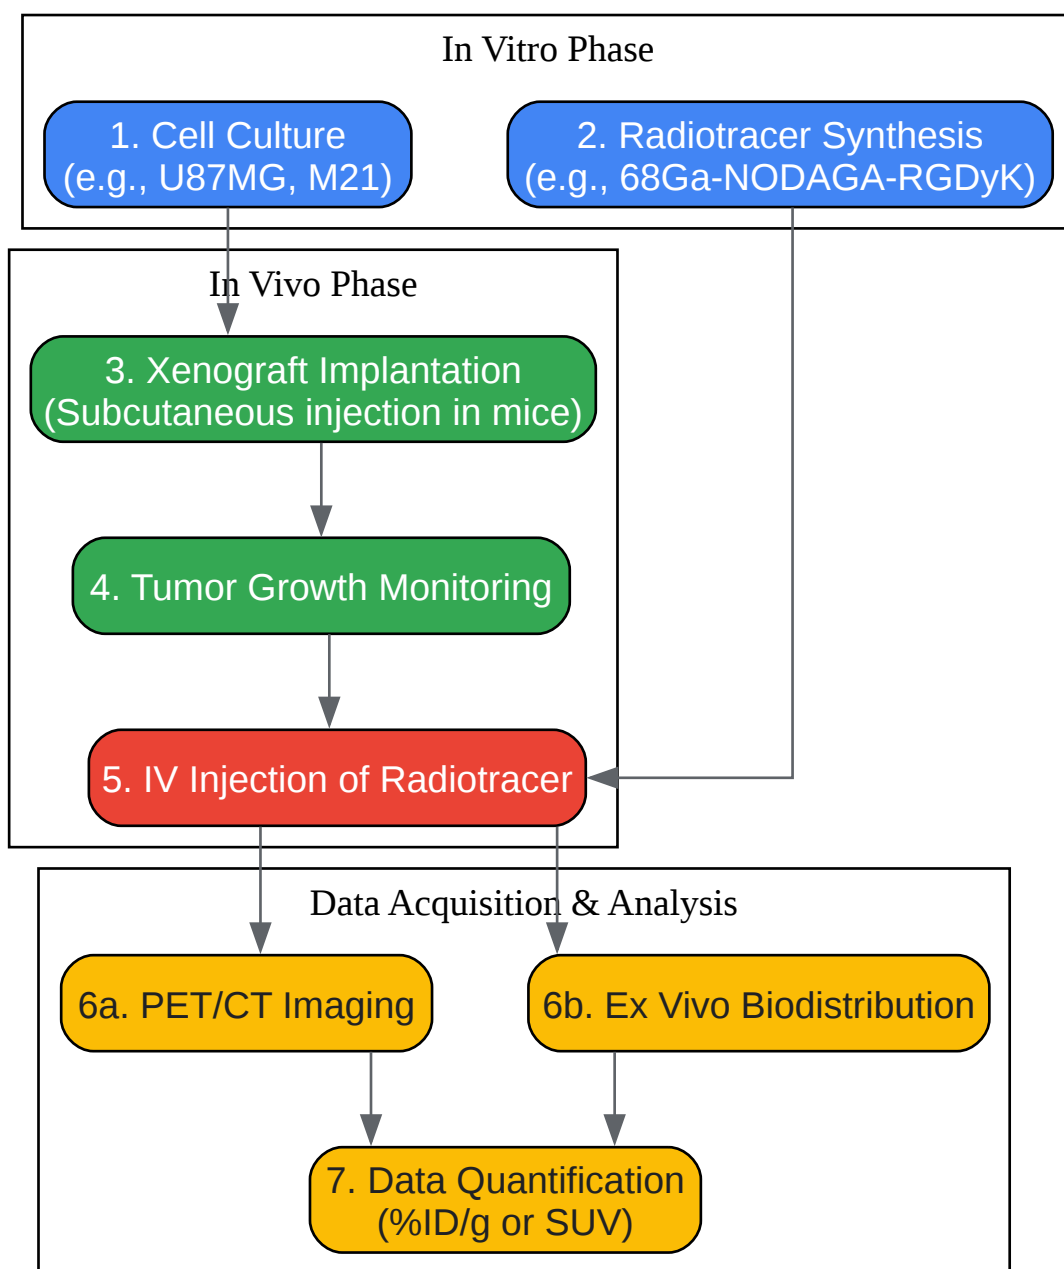 In Vitro Phase
1. Cell Culture
(e.g., U87MG, M21)
2. Radiotracer Synthesis
(e.g., 68Ga-NODAGA-RGDyK)
In Vivo Phase
3. Xenograft Implantation
(Subcutaneous injection in mice)
4. Tumor Growth Monitoring
5. IV Injection of Radiotracer
Data Acquisition & Analysis
6a. PET/CT Imaging
6b. Ex Vivo Biodistribution
7. Data Quantification
(%ID/g or SUV)